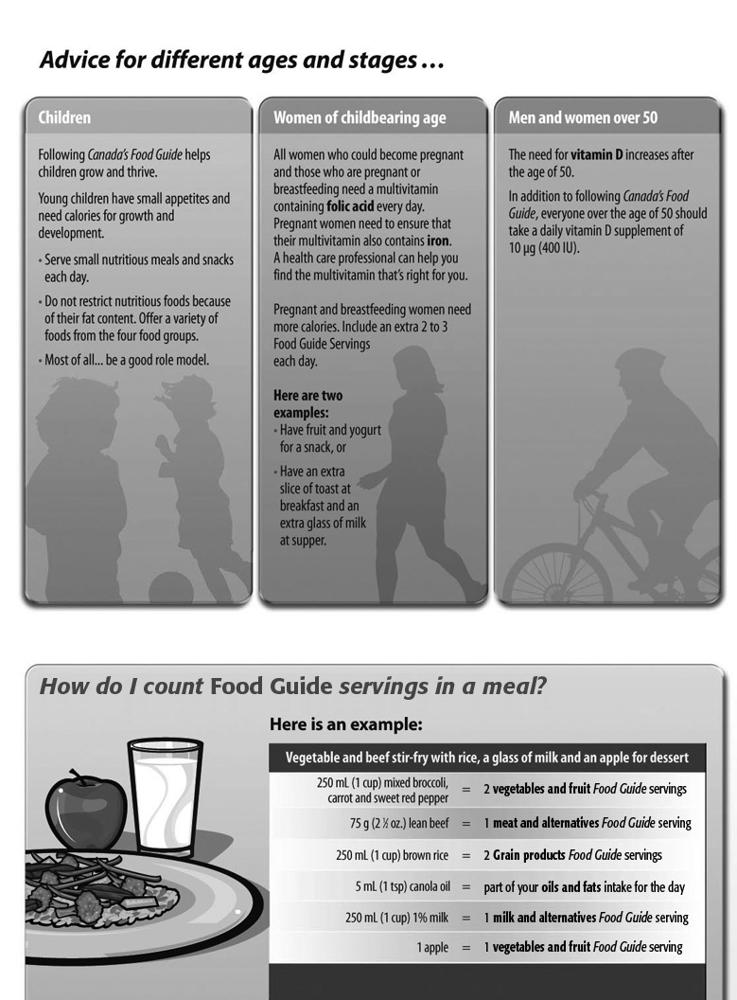 Advice for different ages and stages...
Children
Following Canada's Food Guide helps
children grow and thrive.
Young children have small appetites and
need calories for growth and
development.
• Serve small nutritious meals and snacks
each day.
• Do not restrict nutritious foods because
of their fat content. Offer a variety of
foods from the four food groups.
• Most of all... be a good role model.
Women of childbearing age
All women who could become pregnant
and those who are pregnant or
breastfeeding need a multivitamin
containing folic acid every day.
Pregnant women need to ensure that
their multivitamin also contains iron.
A health care professional can help you
find the multivitamin that's right for you.
Pregnant and breastfeeding women need
more calories. Include an extra 2 to 3
Food Guide Servings
each day.
Here are two
examples:
• Have fruit and yogurt
for a snack, or
• Have an extra
slice of toast at
breakfast and an
extra glass of milk
at supper.
Men and women over 50
The need for vitamin D increases after
the age of 50.
In addition to following Canada's Food
Guide, everyone over the age of 50 should
take a daily vitamin D supplement of
10 μg (400 IU).
How do I count Food Guide servings in a meal?
Here is an example:
Vegetable and beef stir-fry with rice, a glass of milk and an apple for dessert
250 mL (1 cup) mixed broccoli,
carrot and sweet red pepper = 2 vegetables and fruit Food Guide servings
75 g (2 ½ oz.) lean beef = 1 meat and alternatives Food Guide serving
250 mL (1 cup) brown rice = 2 Grain products Food Guide servings
5 mL (1 tsp) canola oil = part of your oils and fats intake for the day
250 mL (1 cup) 1% milk = 1 milk and alternatives Food Guide serving
1 apple = 1 vegetables and fruit Food Guide serving